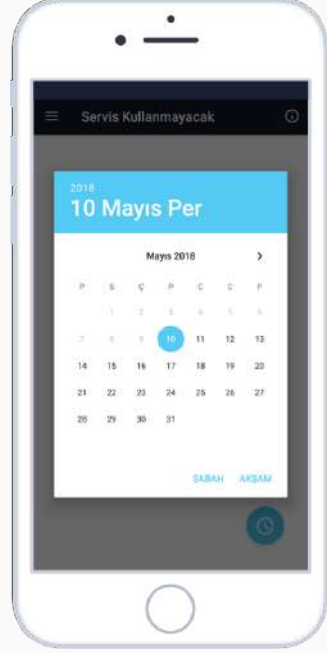 Servis Kullanmayacak
2018
10 Mayıs Per
Mayıs 2018
P S Ç P C C P
1 2 3 4 5 6
7 8 9 10 11 12 13
14 15 16 17 18 19 20
21 22 23 24 25 26 27
28 29 30 31
SABAH AKŞAM